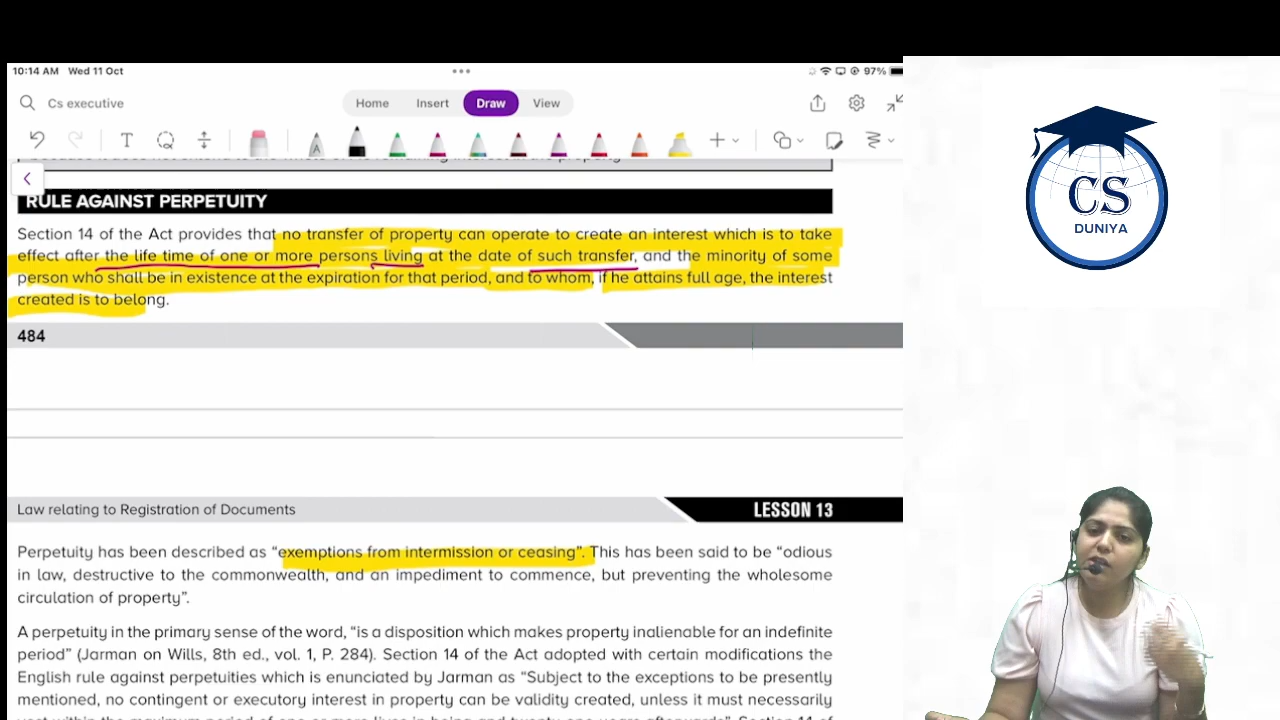 10:14 AM Wed 11 Oct
97%
Cs executive
Home Insert Draw View
RULE AGAINST PERPETUITY
Section 14 of the Act provides that no transfer of property can operate to create an interest which is to take
effect after the life time of one or more persons living at the date of such transfer, and the minority of some
person who shall be in existence at the expiration for that period, and to whom, if he attains full age, the interest
created is to belong.
484
Law relating to Registration of Documents
LESSON 13
Perpetuity has been described as “exemptions from intermission or ceasing”. This has been said to be “odious
in law, destructive to the commonwealth, and an impediment to commence, but preventing the wholesome
circulation of property”.
A perpetuity in the primary sense of the word, “is a disposition which makes property inalienable for an indefinite
period” (Jarman on Wills, 8th ed., vol. 1, P. 284). Section 14 of the Act adopted with certain modifications the
English rule against perpetuities which is enunciated by Jarman as “Subject to the exceptions to be presently
mentioned, no contingent or executory interest in property can be validity created, unless it must necessarily
CS
DUNIYA